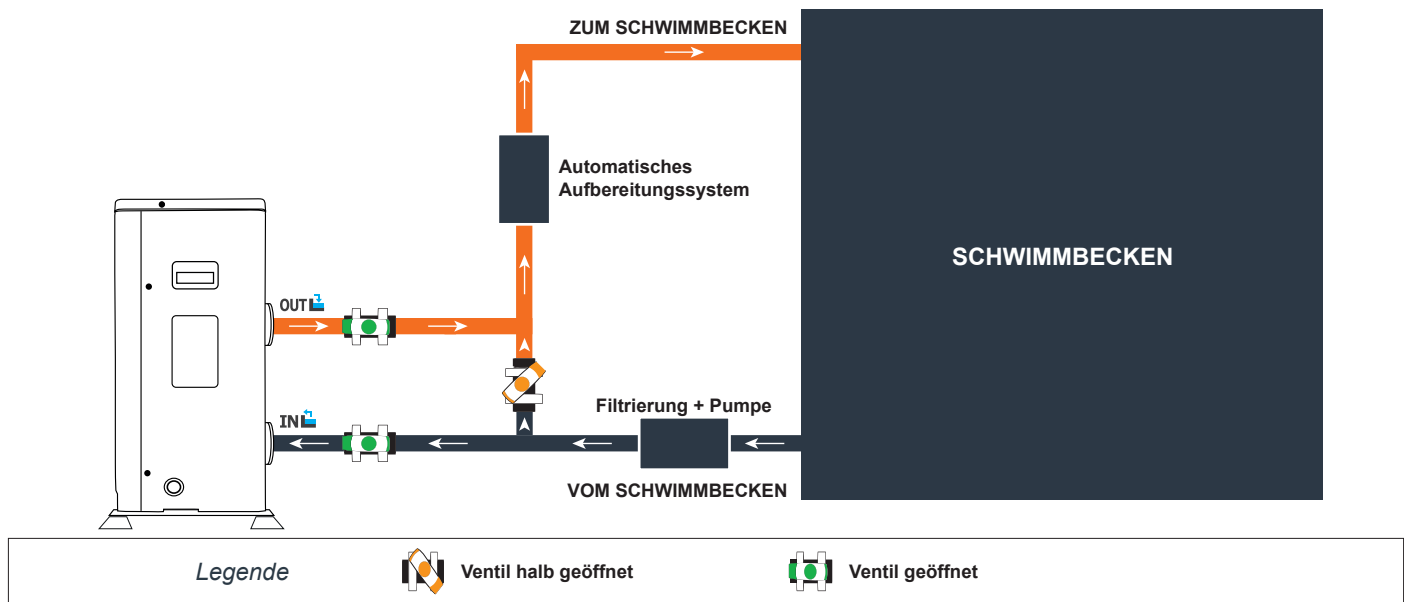 ZUM SCHWIMMBECKEN
Automatisches
Aufbereitungssystem
SCHWIMMBECKEN
OUT
IN
Filtrierung + Pumpe
VOM SCHWIMMBECKEN
Legende
Ventil halb geöffnet
Ventil geöffnet